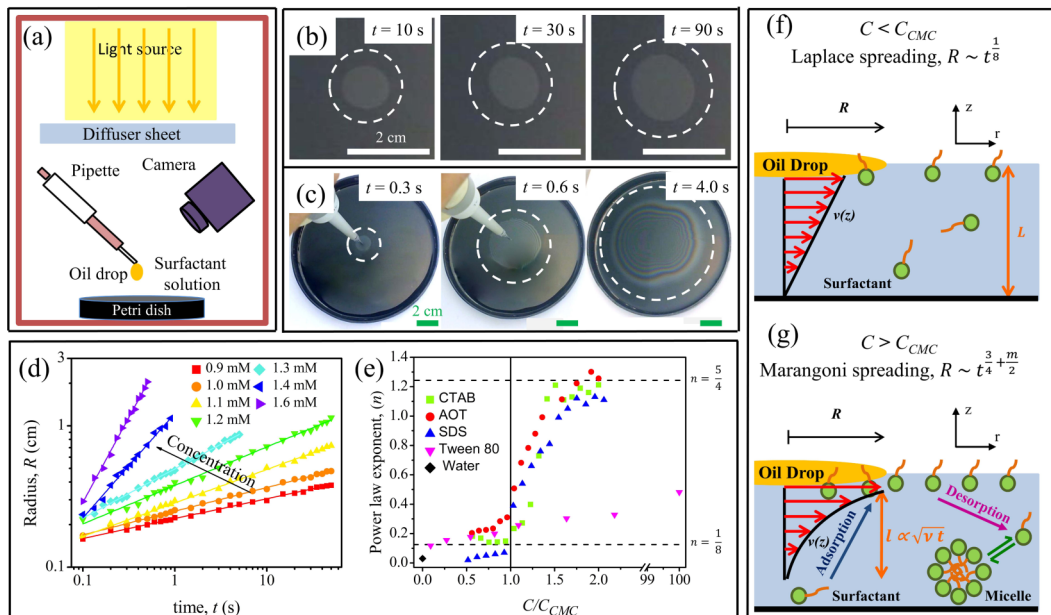 (a)
Light source
Diffuser sheet
Pipette
Camera
Oil drop
Surfactant
solution
Petri dish
(b)
t = 10 s
t = 30 s
t = 90 s
2 cm
(c)
t = 0.3 s
t = 0.6 s
t = 4.0 s
2 cm
(d)
0.9 mM
1.0 mM
1.1 mM
1.2 mM
1.3 mM
1.4 mM
1.6 mM
Concentration
Radius, R (cm)
3
1
0.1
0.1
1
10
time, t (s)
(e)
CTAB
AOT
SDS
Tween 80
Water
Power law exponent, (n)
1.4
1.2
1.0
0.8
0.6
0.4
0.2
0.0
0.0
0.5
1.0
1.5
2.0
99
100
C/C_CMC
n = 5/4
n = 1/8
(f)
C < C_CMC
Laplace spreading, R ~ t^(1/8)
R
z
r
Oil Drop
v(z)
L
Surfactant
(g)
C > C_CMC
Marangoni spreading, R ~ t^(3/4 + m/2)
R
z
r
Oil Drop
Desorption
v(z)
Adsorption
l ∝ √(ν t)
Surfactant
Micelle